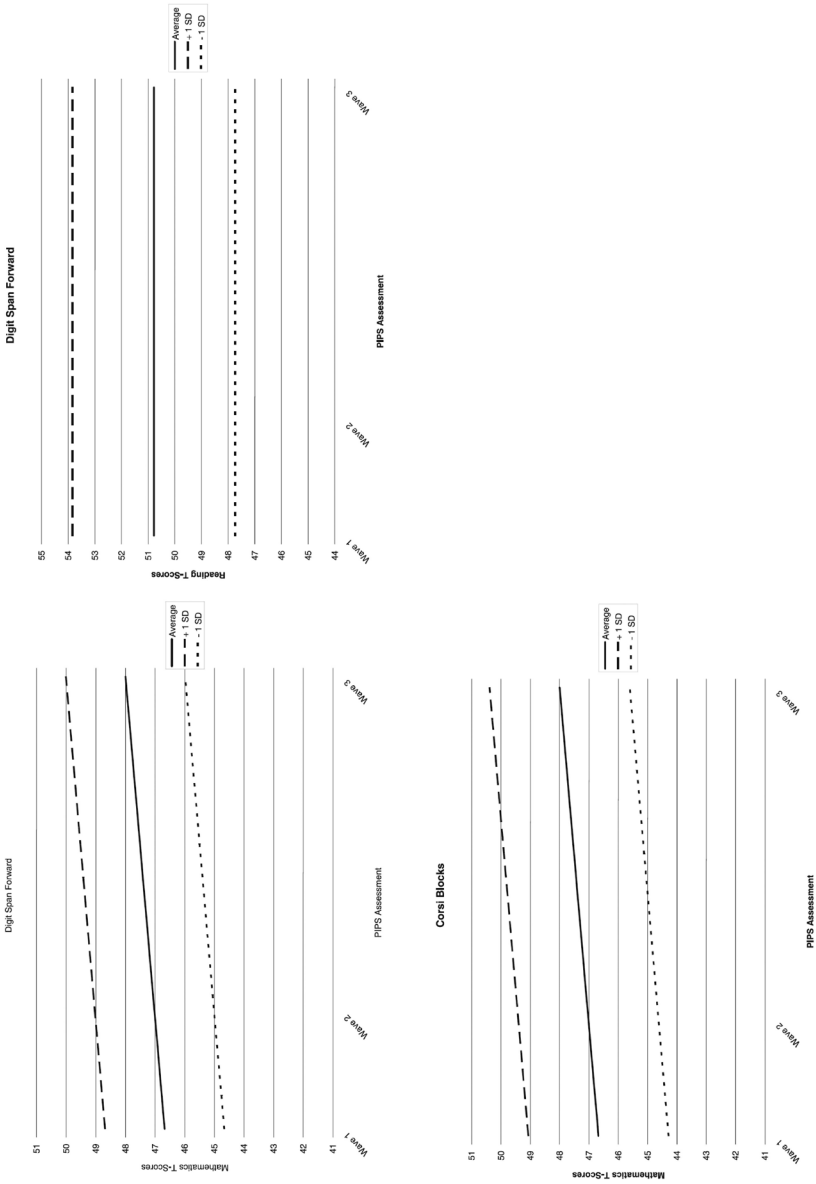 Digit Span Forward
51
50
49
48
47
46
45
44
43
42
41
Mathematics T-Scores
Wave 1
Wave 2
Wave 3
PIPS Assessment
Average
+ 1 SD
- 1 SD
Digit Span Forward
55
54
53
52
51
50
49
48
47
46
45
44
Reading T-Scores
Wave 1
Wave 2
Wave 3
PIPS Assessment
Average
+ 1 SD
- 1 SD
Corsi Blocks
51
50
49
48
47
46
45
44
43
42
41
Mathematics T-Scores
Wave 1
Wave 2
Wave 3
PIPS Assessment
Average
+ 1 SD
- 1 SD